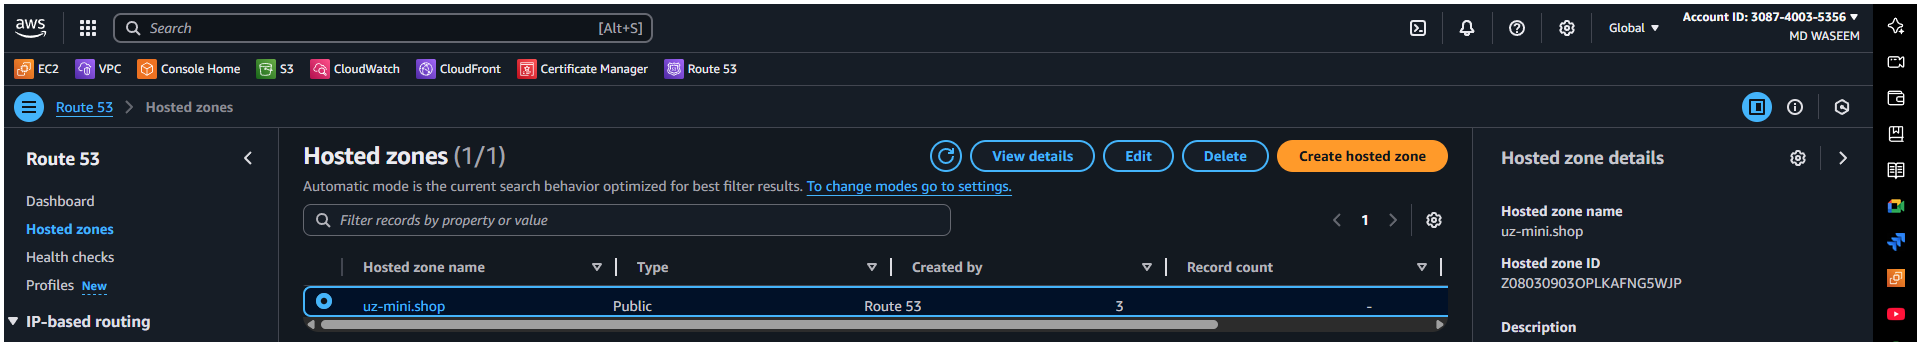 aws
Search [Alt+S]
Global
Account ID: 3087-4003-5356
MD WASEEM
EC2 VPC Console Home S3 CloudWatch CloudFront Certificate Manager Route 53
Route 53 > Hosted zones
Route 53
Dashboard
Hosted zones
Health checks
Profiles New
IP-based routing
Hosted zones (1/1)
View details
Edit
Delete
Create hosted zone
Automatic mode is the current search behavior optimized for best filter results. To change modes go to settings.
Filter records by property or value
1
Hosted zone name Type Created by Record count
uz-mini.shop Public Route 53 3 -
Hosted zone details
Hosted zone name
uz-mini.shop
Hosted zone ID
Z08030903OPLKAFNG5WJP
Description